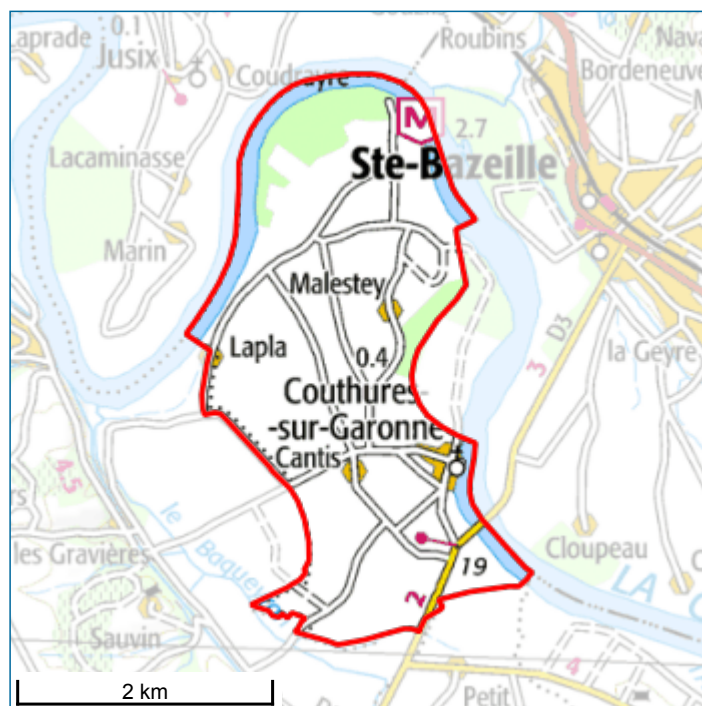 Laprade
0.1
Jusix
Coudrayre
Roubins
Nava
Bordeneuve
M
2.7
Lacaminasse
Ste-Bazeille
Marin
Malestey
D3
Lapla
0.4
3
la Geyre
Couthures
-sur-Garonne
Cantis
4.5
le Baqueyron
les Gravières
Cloupeau
19
LA G
2
Sauvin
4
Petit
2 km